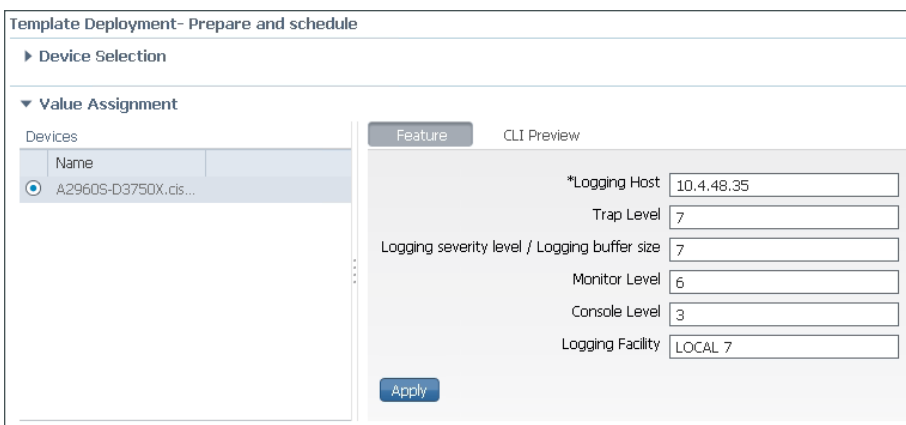 Template Deployment- Prepare and schedule
Device Selection
Value Assignment
Devices
Name
A2960S-D3750X.cis...
Feature
CLI Preview
*Logging Host 10.4.48.35
Trap Level 7
Logging severity level / Logging buffer size 7
Monitor Level 6
Console Level 3
Logging Facility LOCAL 7
Apply